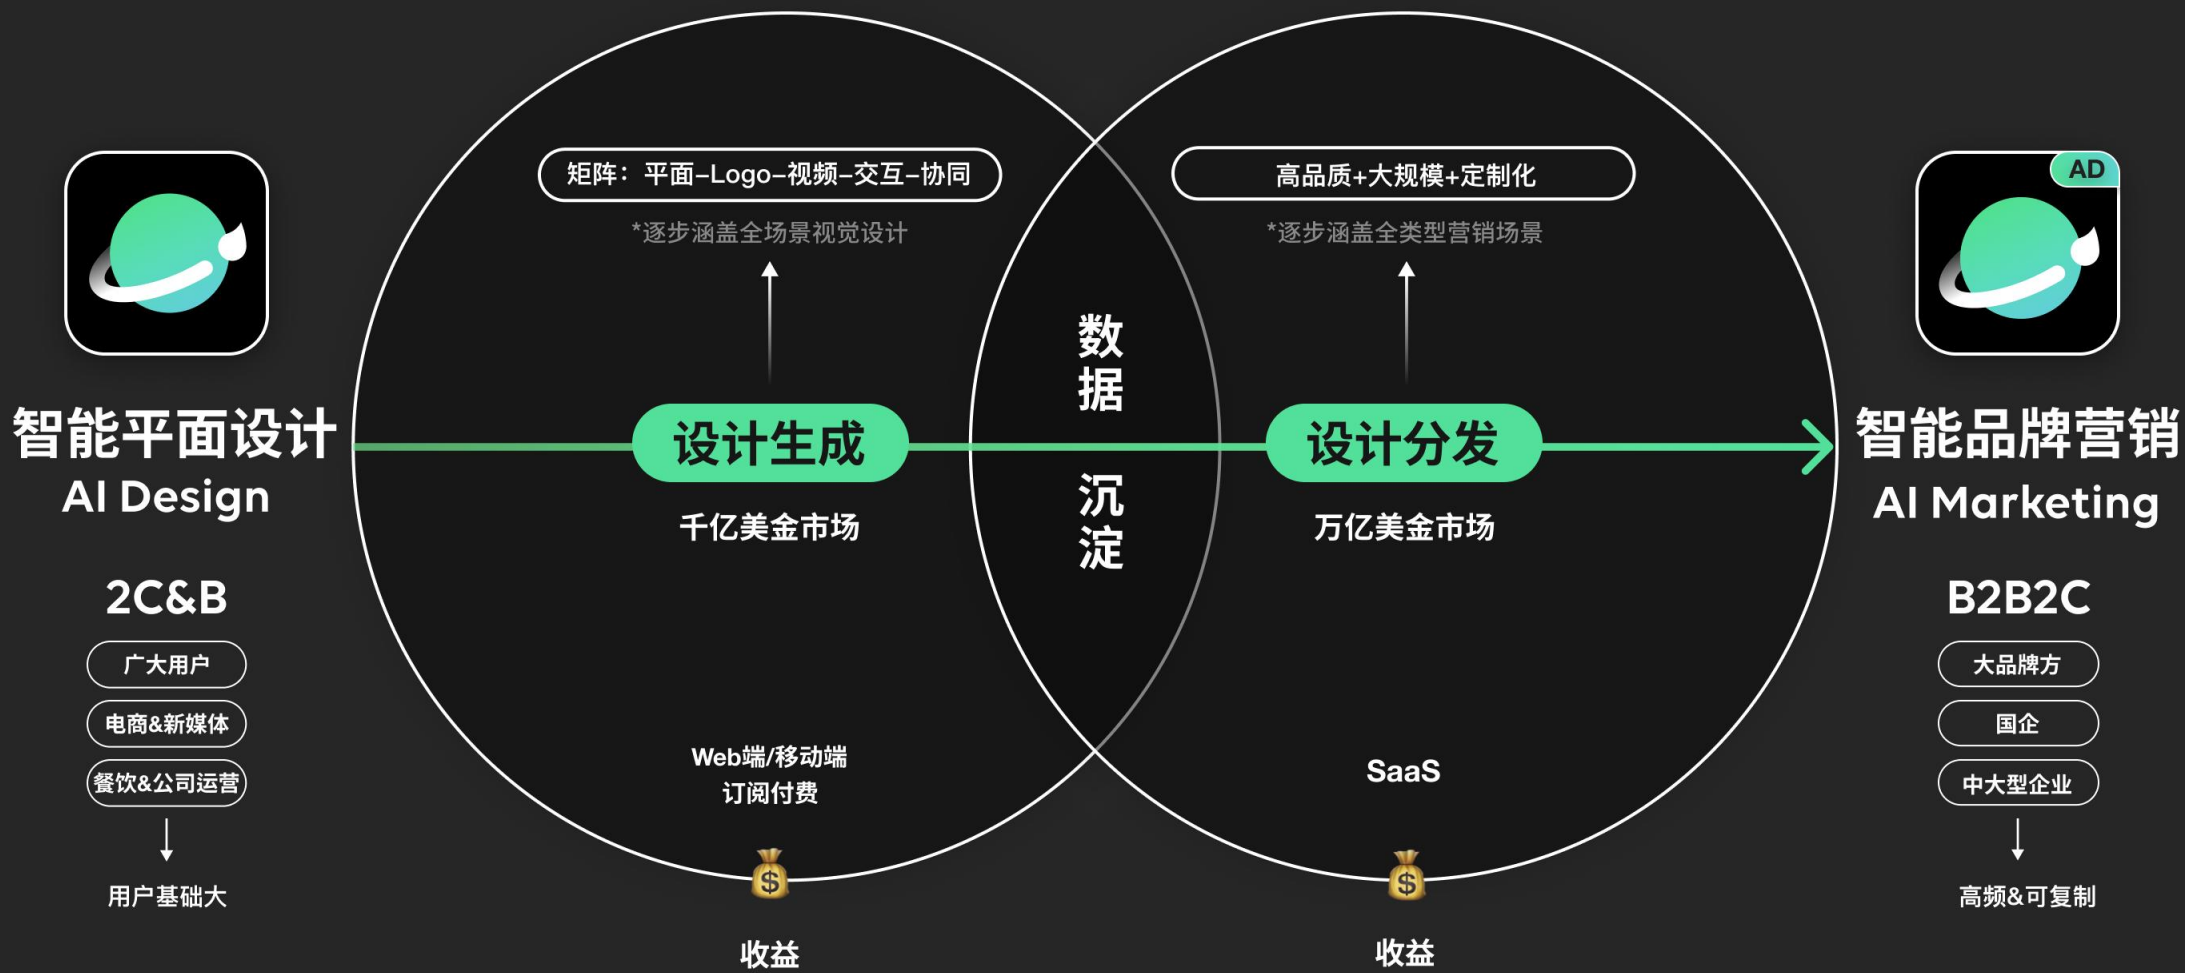 智能平面设计
AI Design
2C&B
广大用户
电商&新媒体
餐饮&公司运营
用户基础大
矩阵：平面-Logo-视频-交互-协同
*逐步涵盖全场景视觉设计
设计生成
千亿美金市场
Web端/移动端
订阅付费
$
收益
数
据
沉
淀
高品质+大规模+定制化
*逐步涵盖全类型营销场景
设计分发
万亿美金市场
SaaS
$
收益
AD
智能品牌营销
AI Marketing
B2B2C
大品牌方
国企
中大型企业
高频&可复制